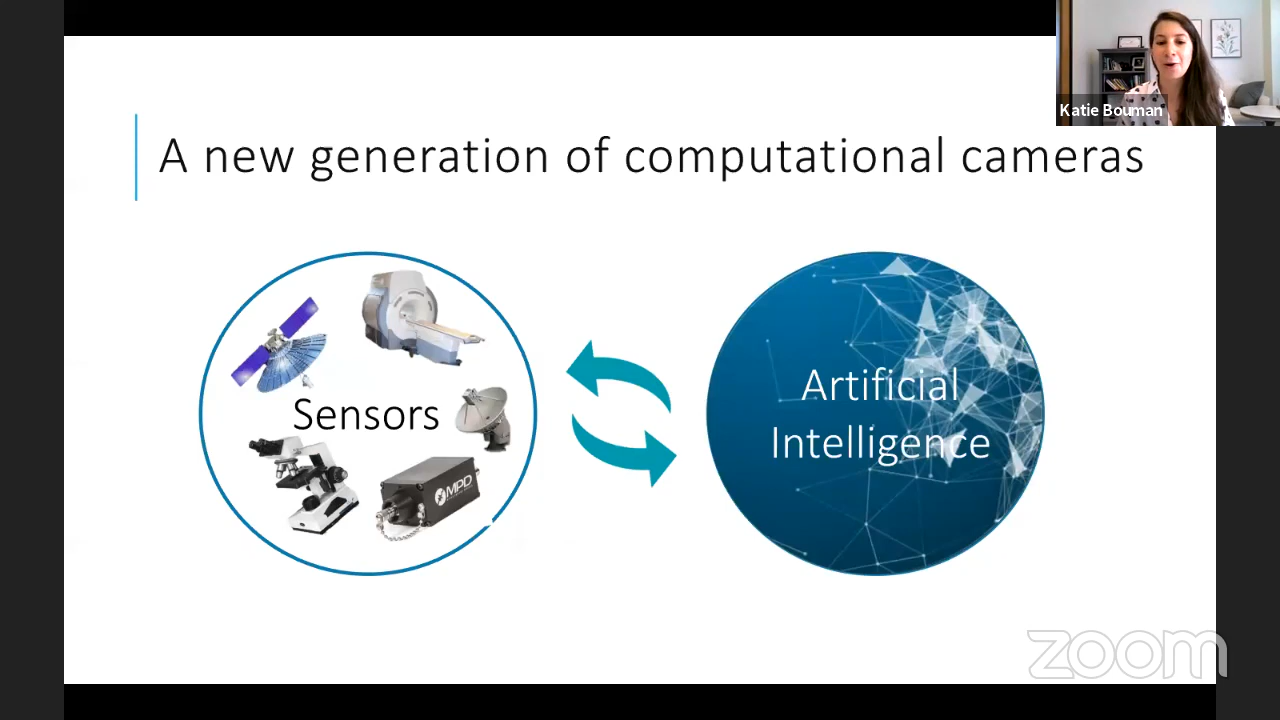 Katie Bouman
A new generation of computational cameras
Sensors
MPD
Artificial
Intelligence
zoom